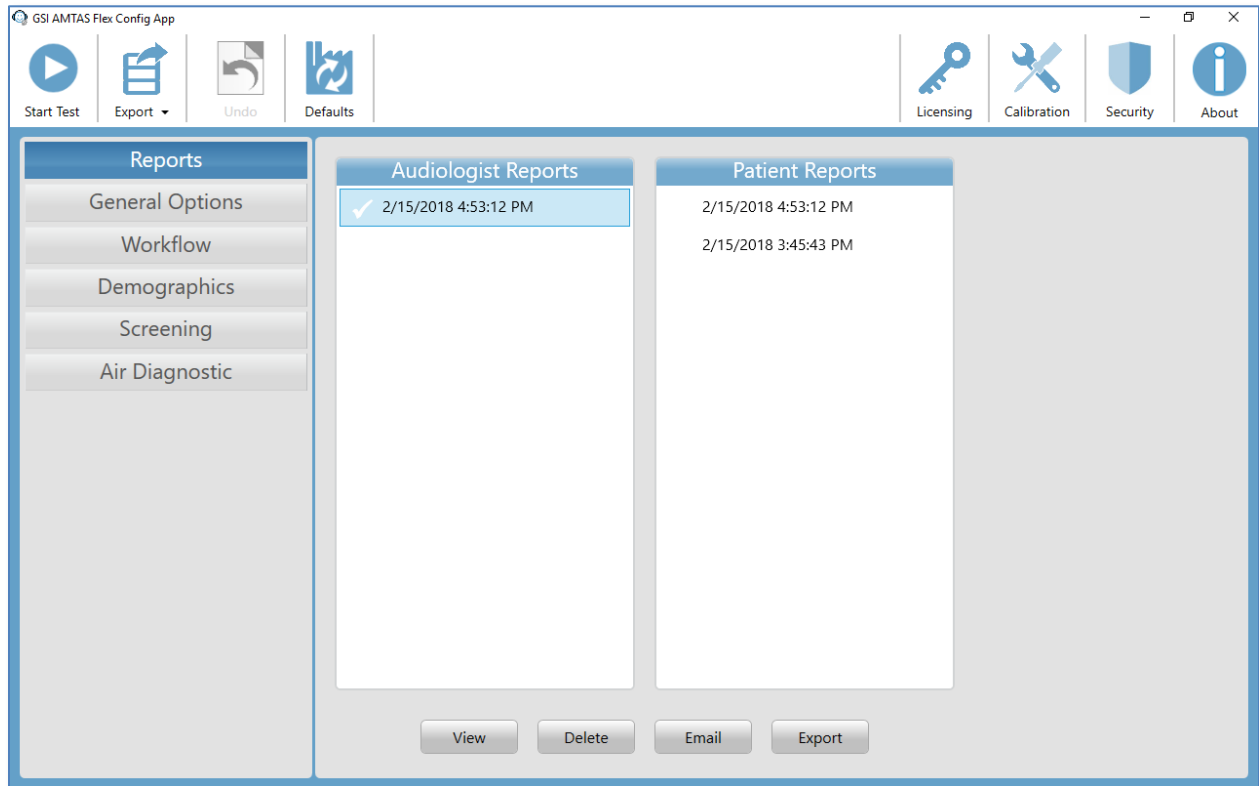 GSI AMTAS Flex Config App
Start Test
Export
Undo
Defaults
Licensing
Calibration
Security
About
Reports
General Options
Workflow
Demographics
Screening
Air Diagnostic
Audiologist Reports
2/15/2018 4:53:12 PM
Patient Reports
2/15/2018 4:53:12 PM
2/15/2018 3:45:43 PM
View
Delete
Email
Export